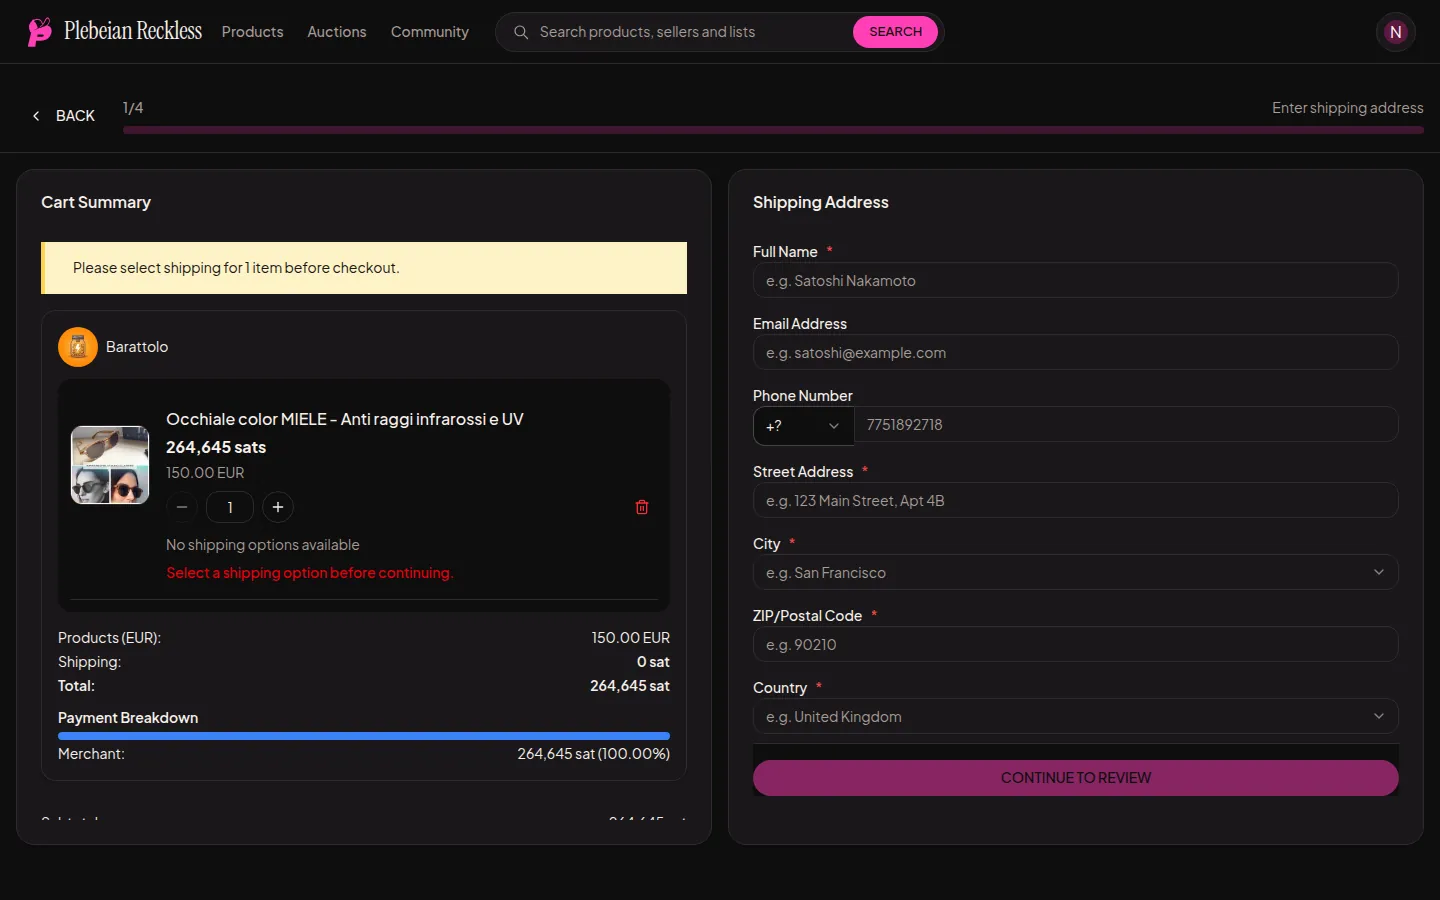 Plebeian Reckless
Products
Auctions
Community
Search products, sellers and lists
SEARCH
N
BACK
1/4
Enter shipping address
Cart Summary
Please select shipping for 1 item before checkout.
Barattolo
Occhiale color MIELE - Anti raggi infrarossi e UV
264,645 sats
150.00 EUR
1
No shipping options available
Select a shipping option before continuing.
Products (EUR): 150.00 EUR
Shipping: 0 sat
Total: 264,645 sat
Payment Breakdown
Merchant: 264,645 sat (100.00%)
Shipping Address
Full Name *
e.g. Satoshi Nakamoto
Email Address
e.g. satoshi@example.com
Phone Number
+? 7751892718
Street Address *
e.g. 123 Main Street, Apt 4B
City *
e.g. San Francisco
ZIP/Postal Code *
e.g. 90210
Country *
e.g. United Kingdom
CONTINUE TO REVIEW